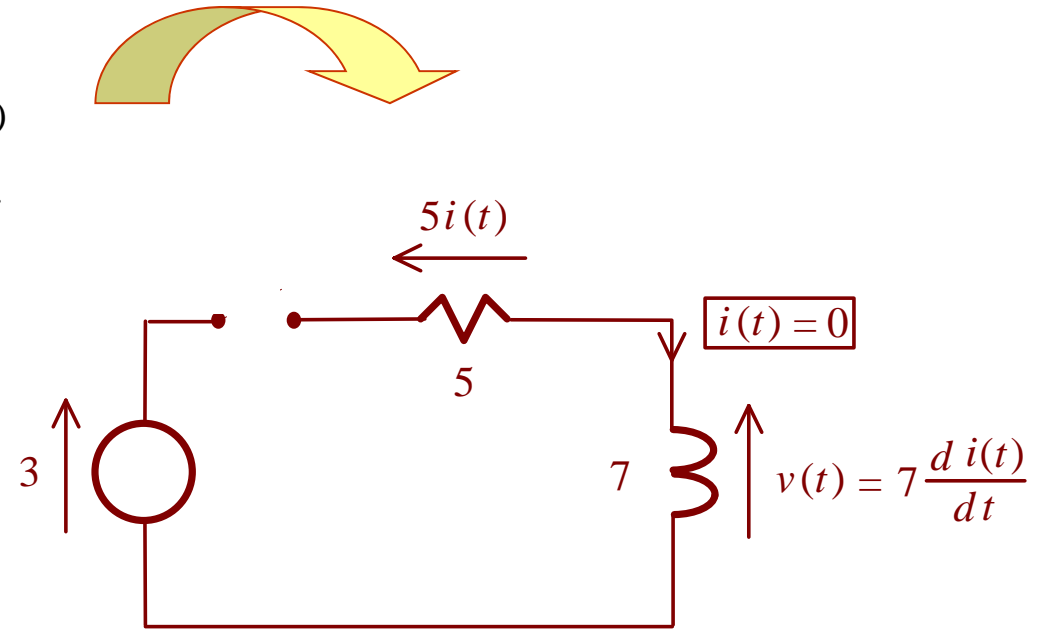 )
5i(t)
i(t) = 0
5
3
7
v(t) = 7 d i(t) / dt